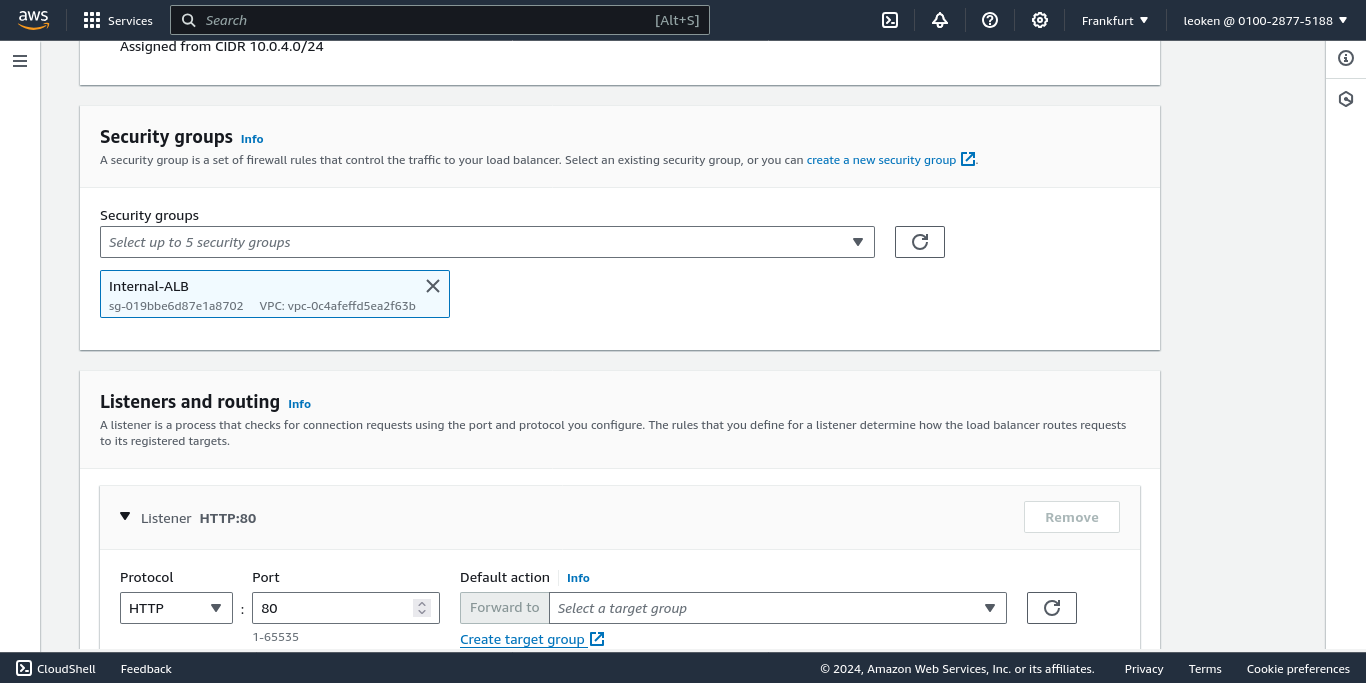 aws Services Search [Alt+S] Frankfurt leoken @ 0100-2877-5188
Assigned from CIDR 10.0.4.0/24
Security groups Info
A security group is a set of firewall rules that control the traffic to your load balancer. Select an existing security group, or you can create a new security group.
Security groups
Select up to 5 security groups
Internal-ALB
sg-019bbe6d87e1a8702 VPC: vpc-0c4afeffd5ea2f63b
Listeners and routing Info
A listener is a process that checks for connection requests using the port and protocol you configure. The rules that you define for a listener determine how the load balancer routes requests
to its registered targets.
Listener HTTP:80 Remove
Protocol Port Default action Info
HTTP : 80 Forward to Select a target group
1-65535 Create target group
CloudShell Feedback © 2024, Amazon Web Services, Inc. or its affiliates. Privacy Terms Cookie preferences